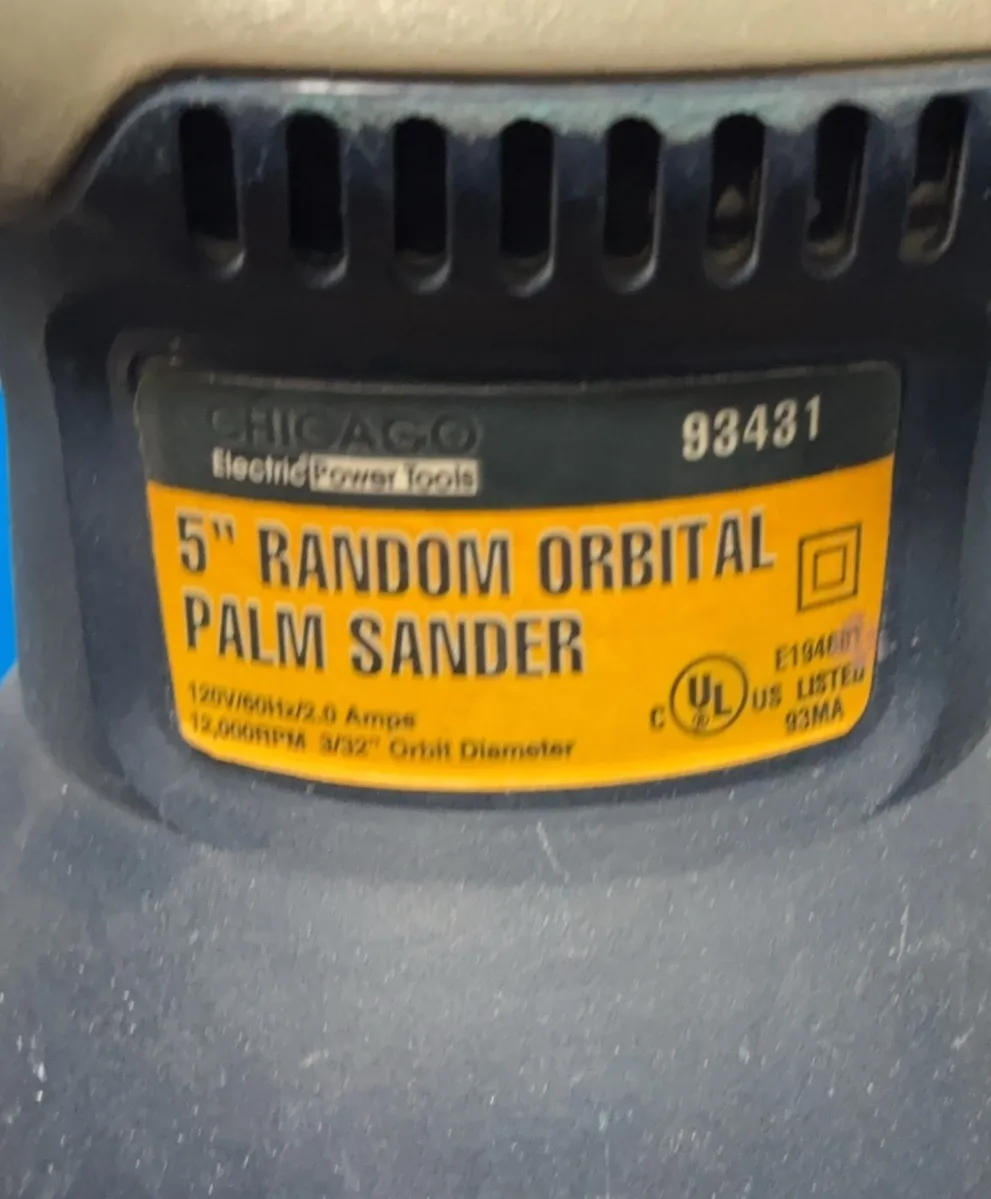 CHICAGO
Electric Power Tools
93431
5" RANDOM ORBITAL
PALM SANDER
120V/60Hz/2.0 Amps
12,000RPM 3/32" Orbit Diameter
C UL US LISTED
93MA